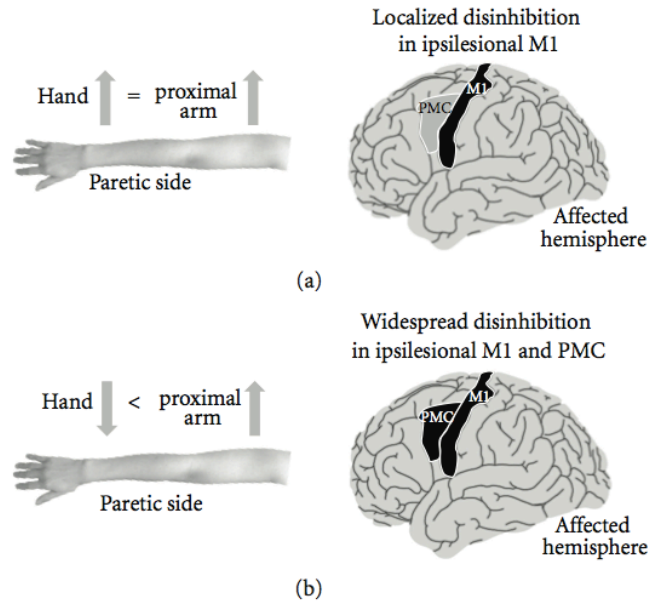 Localized disinhibition
in ipsilesional M1
Hand = proximal
arm
M1
PMC
Paretic side
Affected
hemisphere
(a)
Widespread disinhibition
in ipsilesional M1 and PMC
Hand < proximal
arm
M1
PMC
Paretic side
Affected
hemisphere
(b)